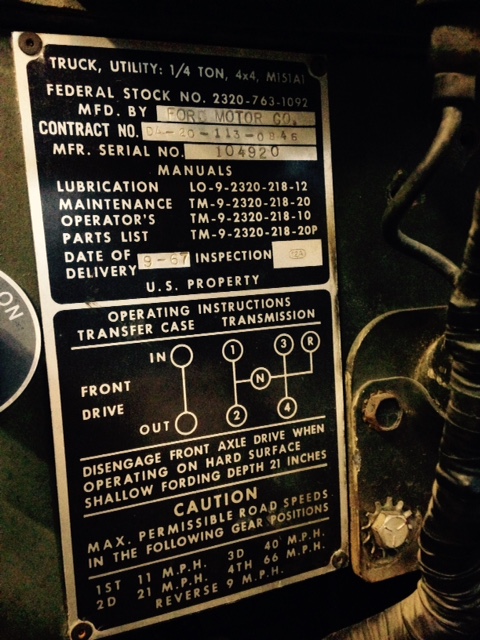 TRUCK, UTILITY: 1/4 TON, 4x4, M151A1
FEDERAL STOCK NO. 2320-763-1092
MFD. BY FORD MOTOR CO.
CONTRACT NO. DA-20-113-0846
MFR. SERIAL NO. 104920
MANUALS
LUBRICATION LO-9-2320-218-12
MAINTENANCE TM-9-2320-218-20
OPERATOR'S TM-9-2320-218-10
PARTS LIST TM-9-2320-218-20P
DATE OF DELIVERY 9-67 INSPECTION
U.S. PROPERTY
OPERATING INSTRUCTIONS
TRANSFER CASE TRANSMISSION
IN 1 3 R
FRONT DRIVE N
OUT 2 4
DISENGAGE FRONT AXLE DRIVE WHEN
OPERATING ON HARD SURFACE
SHALLOW FORDING DEPTH 21 INCHES
CAUTION
MAX. PERMISSIBLE ROAD SPEEDS
IN THE FOLLOWING GEAR POSITIONS
1ST 11 M.P.H. 3D 40 M.P.H.
2D 21 M.P.H. 4TH 66 M.P.H.
REVERSE 9 M.P.H.
ON